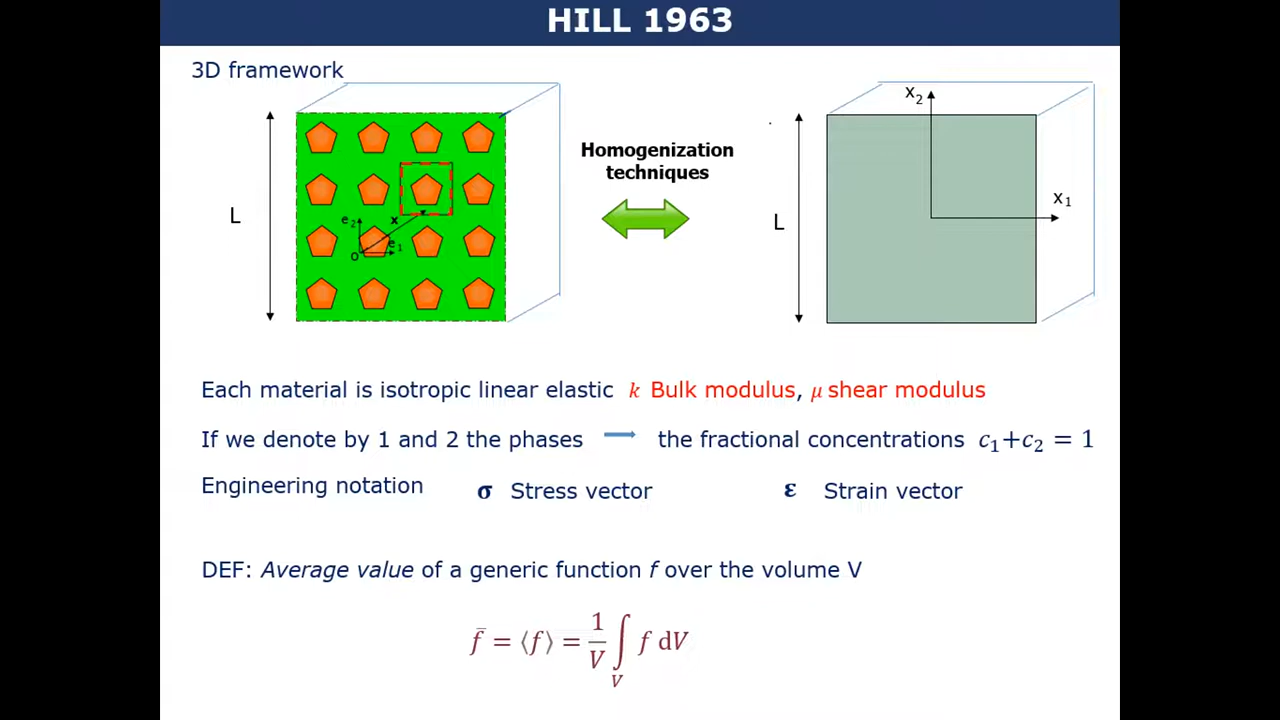 HILL 1963
3D framework
L
e2
x
e1
O
Homogenization
techniques
L
x2
x1
Each material is isotropic linear elastic k Bulk modulus, μ shear modulus
If we denote by 1 and 2 the phases → the fractional concentrations c₁+c₂ = 1
Engineering notation σ Stress vector ε Strain vector
DEF: Average value of a generic function f over the volume V
f̄ = ⟨f⟩ = 1/V ∫V f dV